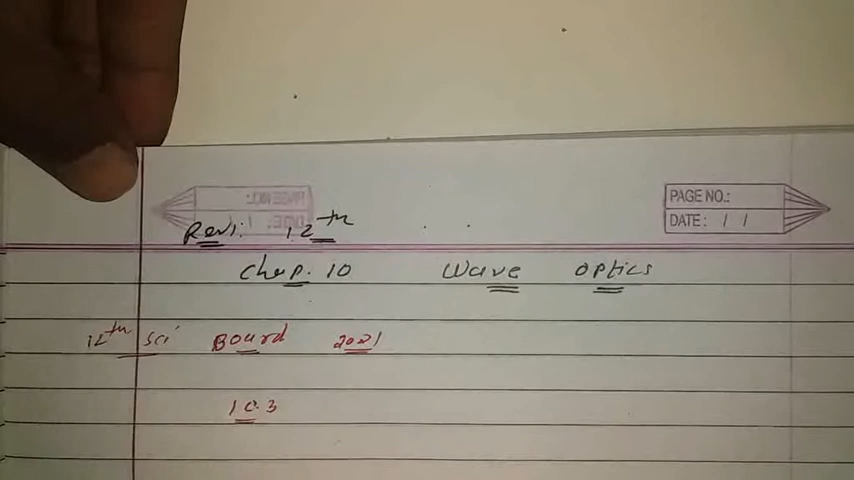 PAGE NO.:
DATE: / /
Revi: 12th
Chap. 10 Wave Optics
12th Sci Board 2021
10.3